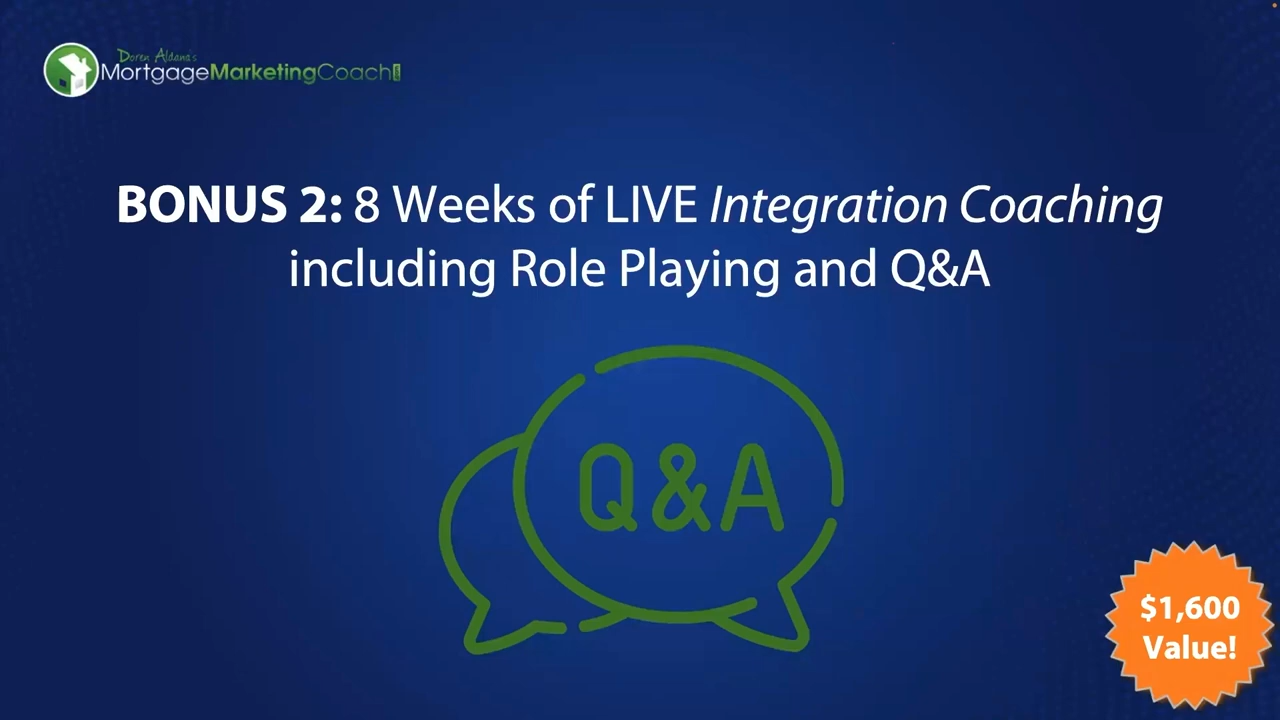 Doren Aldana's
MortgageMarketingCoach
BONUS 2: 8 Weeks of LIVE Integration Coaching
including Role Playing and Q&A
Q&A
$1,600
Value!